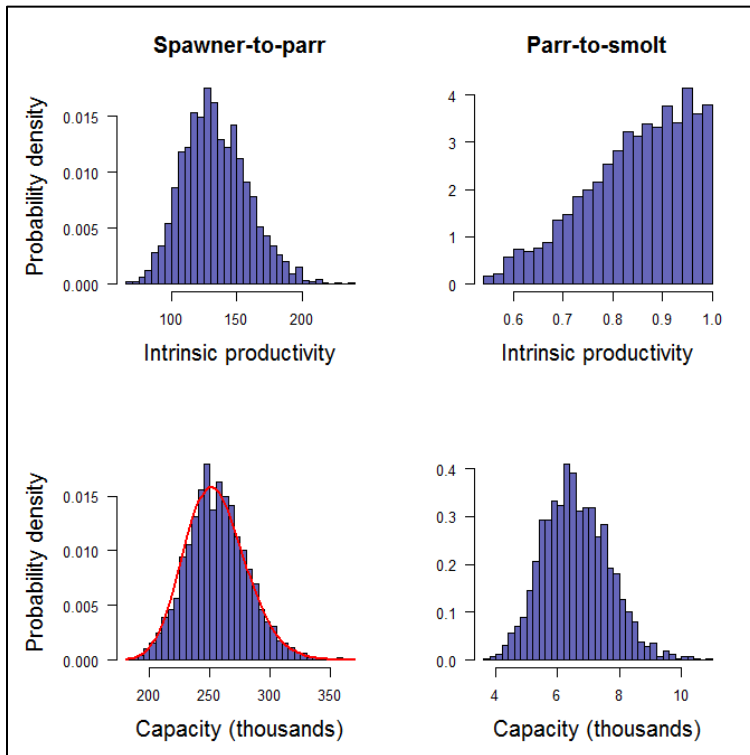 Spawner-to-parr
Parr-to-smolt
Probability density
0.015
0.010
0.005
0.000
100 150 200
Intrinsic productivity
4
3
2
1
0
0.6 0.7 0.8 0.9 1.0
Intrinsic productivity
Probability density
0.015
0.010
0.005
0.000
200 250 300 350
Capacity (thousands)
0.4
0.3
0.2
0.1
0.0
4 6 8 10
Capacity (thousands)